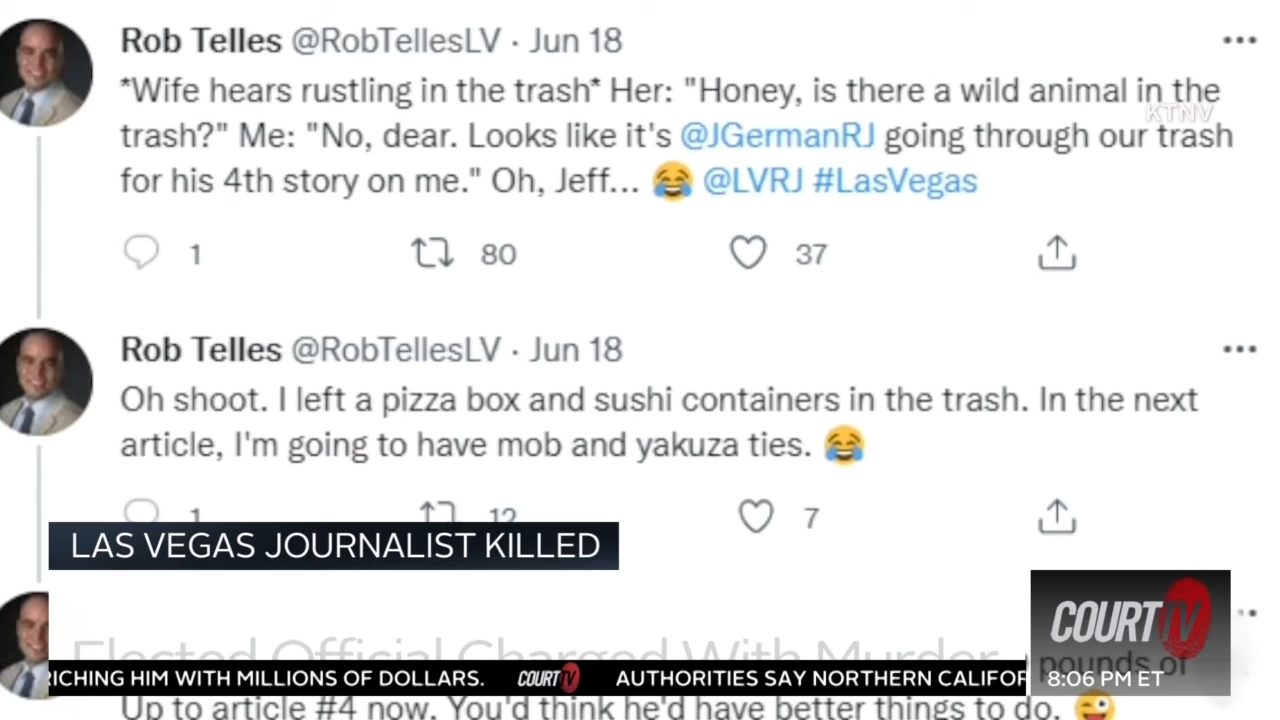 Rob Telles @RobTellesLV · Jun 18
*Wife hears rustling in the trash* Her: "Honey, is there a wild animal in the
KTNV
trash?" Me: "No, dear. Looks like it's @JGermanRJ going through our trash
for his 4th story on me." Oh, Jeff... 😂 @LVRJ #LasVegas
1 80 37
Rob Telles @RobTellesLV · Jun 18
Oh shoot. I left a pizza box and sushi containers in the trash. In the next
article, I'm going to have mob and yakuza ties. 😂
1 12 7
LAS VEGAS JOURNALIST KILLED
COURT TV
Elected Official Charged With Murder
pounds of
RICHING HIM WITH MILLIONS OF DOLLARS. COURT TV AUTHORITIES SAY NORTHERN CALIFOR
8:06 PM ET
Up to article #4 now. You'd think he'd have better things to do. 😜